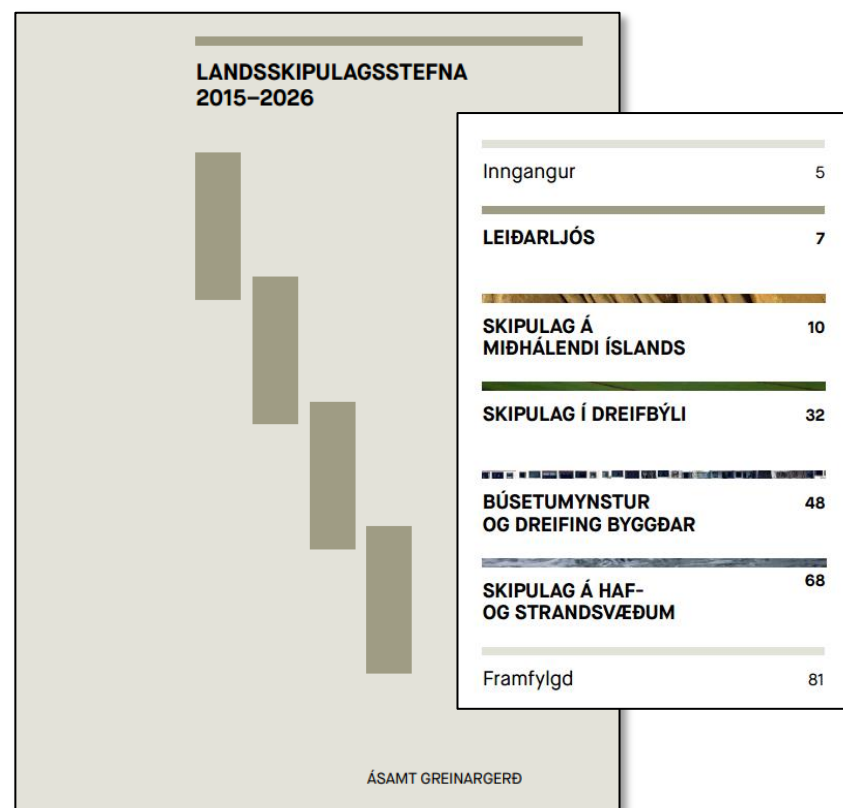 LANDSSKIPULAGSSTEFNA
2015–2026
ÁSAMT GREINARGERÐ
Inngangur 5
LEIÐARLJÓS 7
SKIPULAG Á 10
MIÐHÁLENDI ÍSLANDS
SKIPULAG Í DREIFBÝLI 32
BÚSETUMYNSTUR 48
OG DREIFING BYGGÐAR
SKIPULAG Á HAF- 68
OG STRANDSVÆÐUM
Framfylgd 81